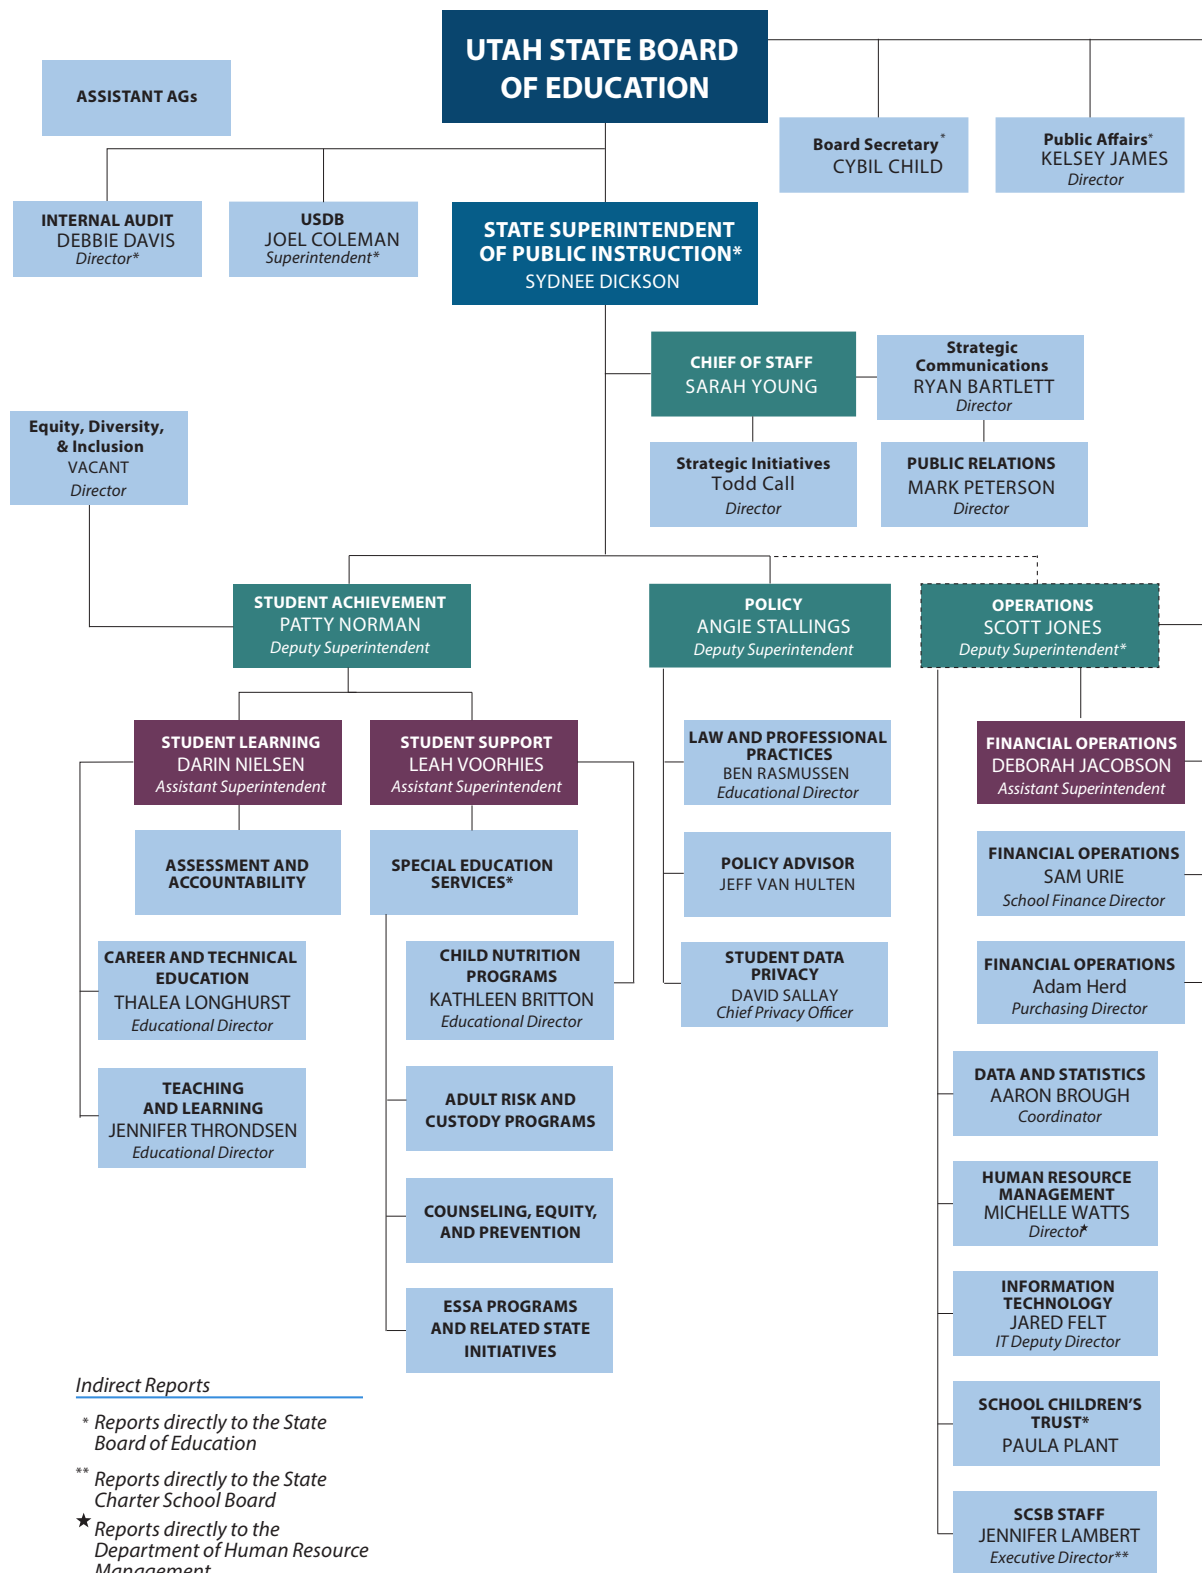 UTAH STATE BOARD
OF EDUCATION
ASSISTANT AGs
Board Secretary*
CYBIL CHILD
Public Affairs*
KELSEY JAMES
Director
INTERNAL AUDIT
DEBBIE DAVIS
Director*
USDB
JOEL COLEMAN
Superintendent*
STATE SUPERINTENDENT
OF PUBLIC INSTRUCTION*
SYDNEE DICKSON
CHIEF OF STAFF
SARAH YOUNG
Strategic
Communications
RYAN BARTLETT
Director
Equity, Diversity,
& Inclusion
VACANT
Director
Strategic Initiatives
Todd Call
Director
PUBLIC RELATIONS
MARK PETERSON
Director
STUDENT ACHIEVEMENT
PATTY NORMAN
Deputy Superintendent
POLICY
ANGIE STALLINGS
Deputy Superintendent
OPERATIONS
SCOTT JONES
Deputy Superintendent*
STUDENT LEARNING
DARIN NIELSEN
Assistant Superintendent
STUDENT SUPPORT
LEAH VOORHIES
Assistant Superintendent
LAW AND PROFESSIONAL
PRACTICES
BEN RASMUSSEN
Educational Director
FINANCIAL OPERATIONS
DEBORAH JACOBSON
Assistant Superintendent
ASSESSMENT AND
ACCOUNTABILITY
SPECIAL EDUCATION
SERVICES*
POLICY ADVISOR
JEFF VAN HULTEN
FINANCIAL OPERATIONS
SAM URIE
School Finance Director
CAREER AND TECHNICAL
EDUCATION
THALEA LONGHURST
Educational Director
CHILD NUTRITION
PROGRAMS
KATHLEEN BRITTON
Educational Director
STUDENT DATA
PRIVACY
DAVID SALLAY
Chief Privacy Officer
FINANCIAL OPERATIONS
Adam Herd
Purchasing Director
TEACHING
AND LEARNING
JENNIFER THRONDSEN
Educational Director
ADULT RISK AND
CUSTODY PROGRAMS
DATA AND STATISTICS
AARON BROUGH
Coordinator
COUNSELING, EQUITY,
AND PREVENTION
HUMAN RESOURCE
MANAGEMENT
MICHELLE WATTS
Director★
ESSA PROGRAMS
AND RELATED STATE
INITIATIVES
INFORMATION
TECHNOLOGY
JARED FELT
IT Deputy Director
SCHOOL CHILDREN'S
TRUST*
PAULA PLANT
SCSB STAFF
JENNIFER LAMBERT
Executive Director**
Indirect Reports
* Reports directly to the State
Board of Education
** Reports directly to the State
Charter School Board
★ Reports directly to the
Department of Human Resource
Management